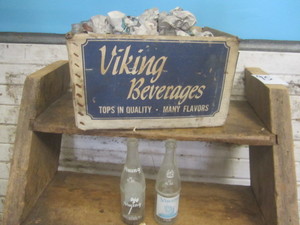 Viking
Beverages
TOPS IN QUALITY • MANY FLAVORS